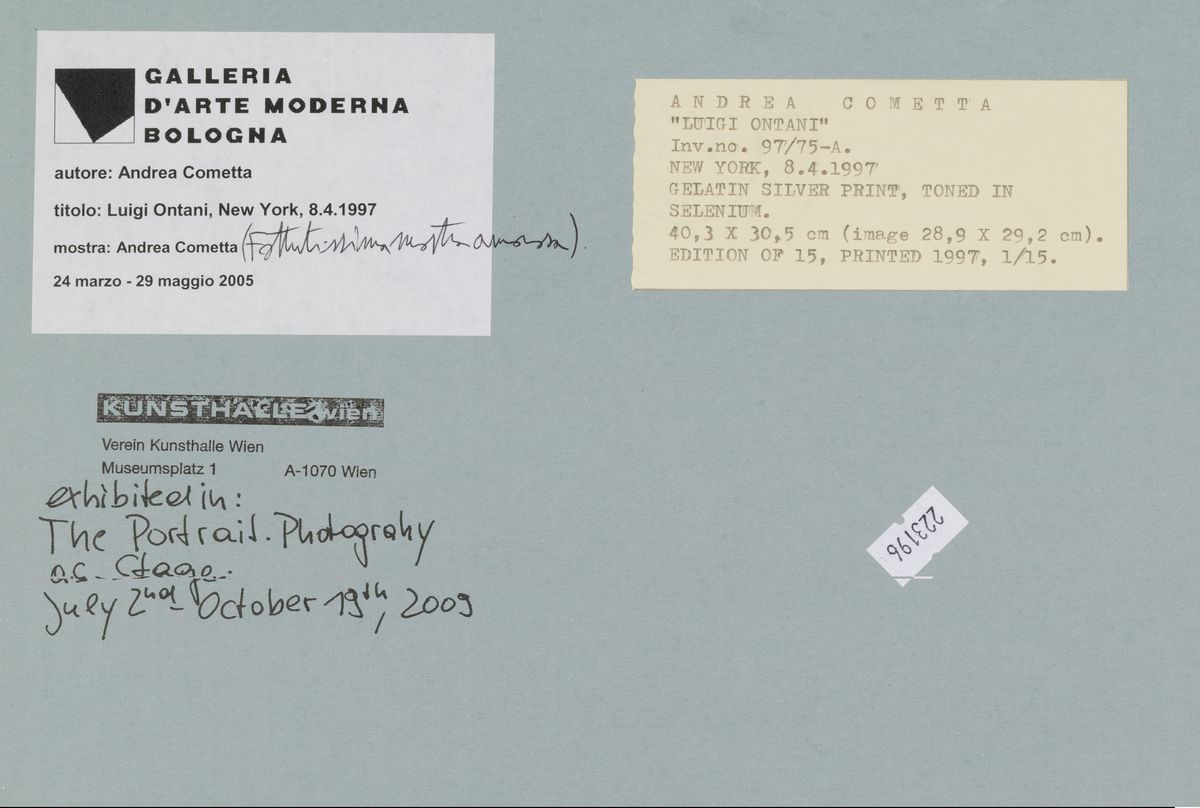 GALLERIA
D'ARTE MODERNA
BOLOGNA
autore: Andrea Cometta
titolo: Luigi Ontani, New York, 8.4.1997
mostra: Andrea Cometta (Fottutissima mostra amorosa).
24 marzo - 29 maggio 2005
ANDREA COMETTA
"LUIGI ONTANI"
Inv.no. 97/75-A.
NEW YORK, 8.4.1997
GELATIN SILVER PRINT, TONED IN
SELENIUM.
40,3 X 30,5 cm (image 28,9 X 29,2 cm).
EDITION OF 15, PRINTED 1997, 1/15.
KUNSTHALLE wien
Verein Kunsthalle Wien
Museumsplatz 1 A-1070 Wien
exhibited in:
The Portrait. Photograhy
as Stage.
July 2nd - October 19th, 2009
223196